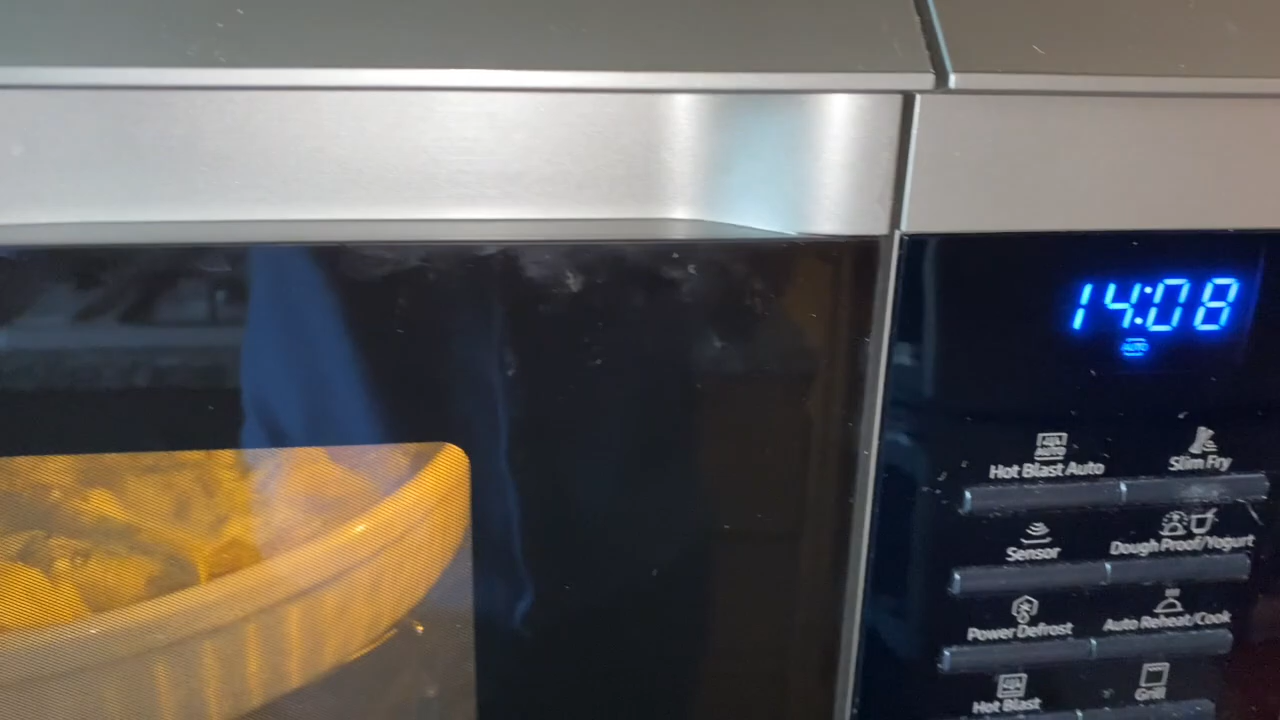 14:08
AUTO
AUTO
Hot Blast Auto
Slim Fry
Sensor
Dough Proof/Yogurt
Power Defrost
Auto Reheat/Cook
Hot Blast
Grill